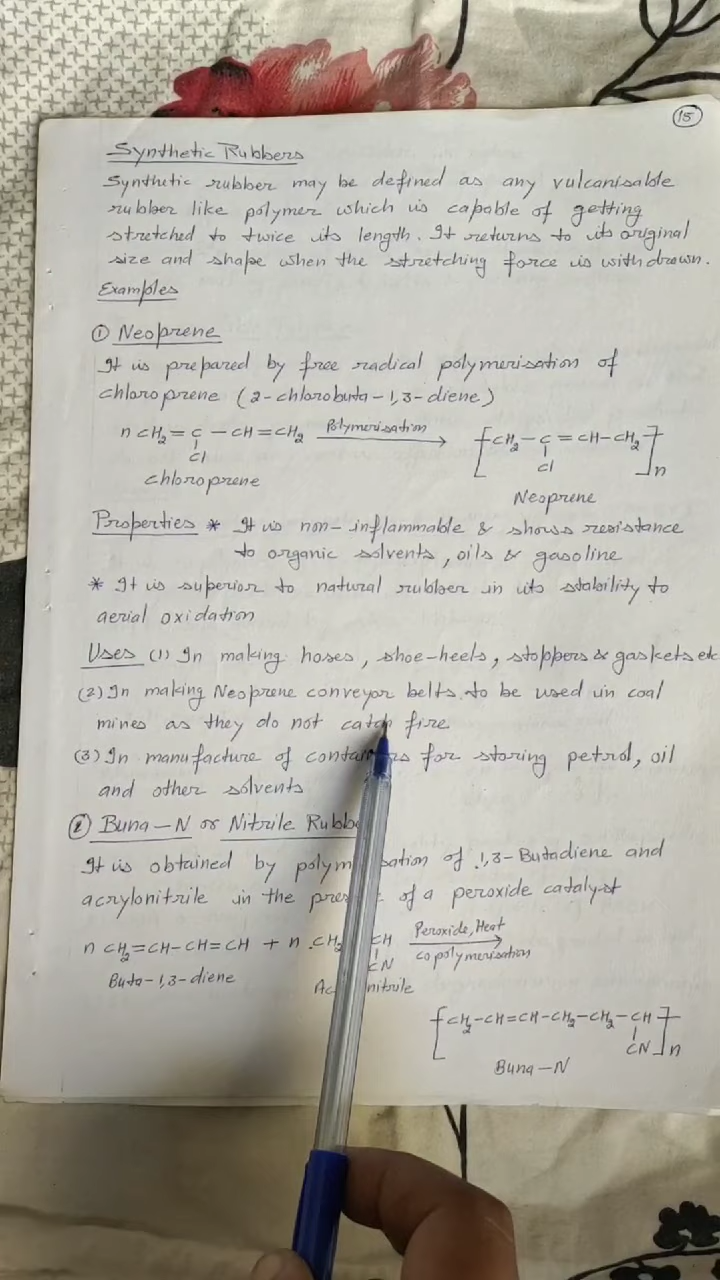 15
Synthetic Rubbers
Synthetic rubber may be defined as any vulcanisable
rubber like polymer which is capable of getting
stretched to twice its length. It returns to its original
size and shape when the stretching force is withdrawn.
Examples
① Neoprene
It is prepared by free radical polymerisation of
chloroprene (2-chlorobuta-1,3-diene)
n CH₂=C-CH=CH₂ Polymerisation → [CH₂-C=CH-CH₂]n
Cl Cl
chloroprene
Neoprene
Properties * It is non-inflammable & shows resistance
to organic solvents, oils & gasoline
* It is superior to natural rubber in its stability to
aerial oxidation
Uses (1) In making hoses, shoe-heels, stoppers & gaskets etc
(2) In making Neoprene conveyor belts to be used in coal
mines as they do not catch fire
(3) In manufacture of for storing petrol, oil
and other solvents
② Buna-N or Nitrile
It is obtained by of 1,3-Butadiene and
acrylonitrile in the of a peroxide catalyst
n CH₂=CH-CH=CH + n CH₂ CH Peroxide, Heat →
CN copolymerisation
Buta-1,3-diene
[CH₂-CH=CH-CH₂-CH₂-CH]n
CN
Buna-N